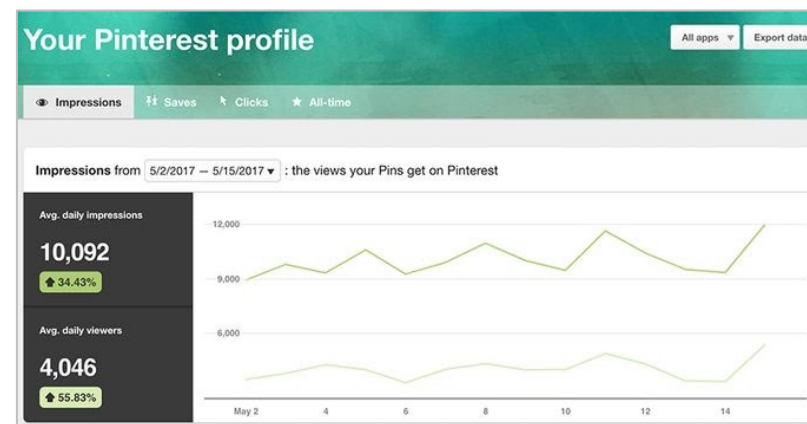 Your Pinterest profile
All apps ▾ Export data
Impressions Saves Clicks All-time
Impressions from 5/2/2017 – 5/15/2017 ▾ : the views your Pins get on Pinterest
Avg. daily impressions
10,092
34.43%
Avg. daily viewers
4,046
55.83%
12,000
9,000
6,000
May 2 4 6 8 10 12 14